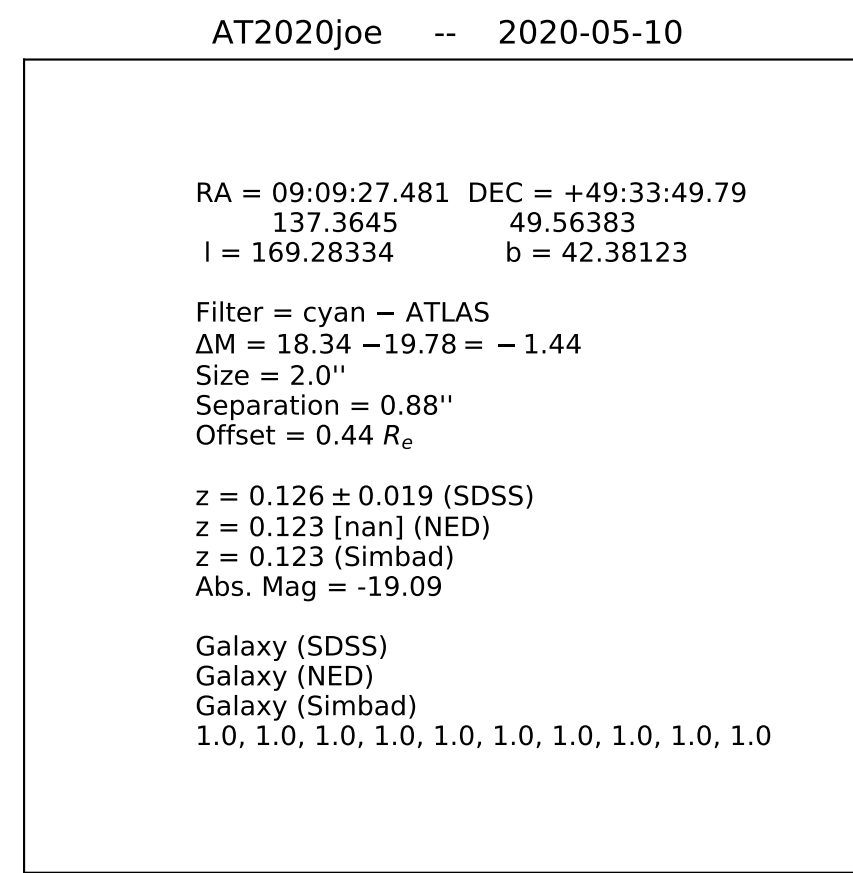 AT2020joe -- 2020-05-10
RA = 09:09:27.481 DEC = +49:33:49.79
137.3645 49.56383
l = 169.28334 b = 42.38123
Filter = cyan − ATLAS
ΔM = 18.34 −19.78 = − 1.44
Size = 2.0''
Separation = 0.88''
Offset = 0.44 Rₑ
z = 0.126 ± 0.019 (SDSS)
z = 0.123 [nan] (NED)
z = 0.123 (Simbad)
Abs. Mag = -19.09
Galaxy (SDSS)
Galaxy (NED)
Galaxy (Simbad)
1.0, 1.0, 1.0, 1.0, 1.0, 1.0, 1.0, 1.0, 1.0, 1.0